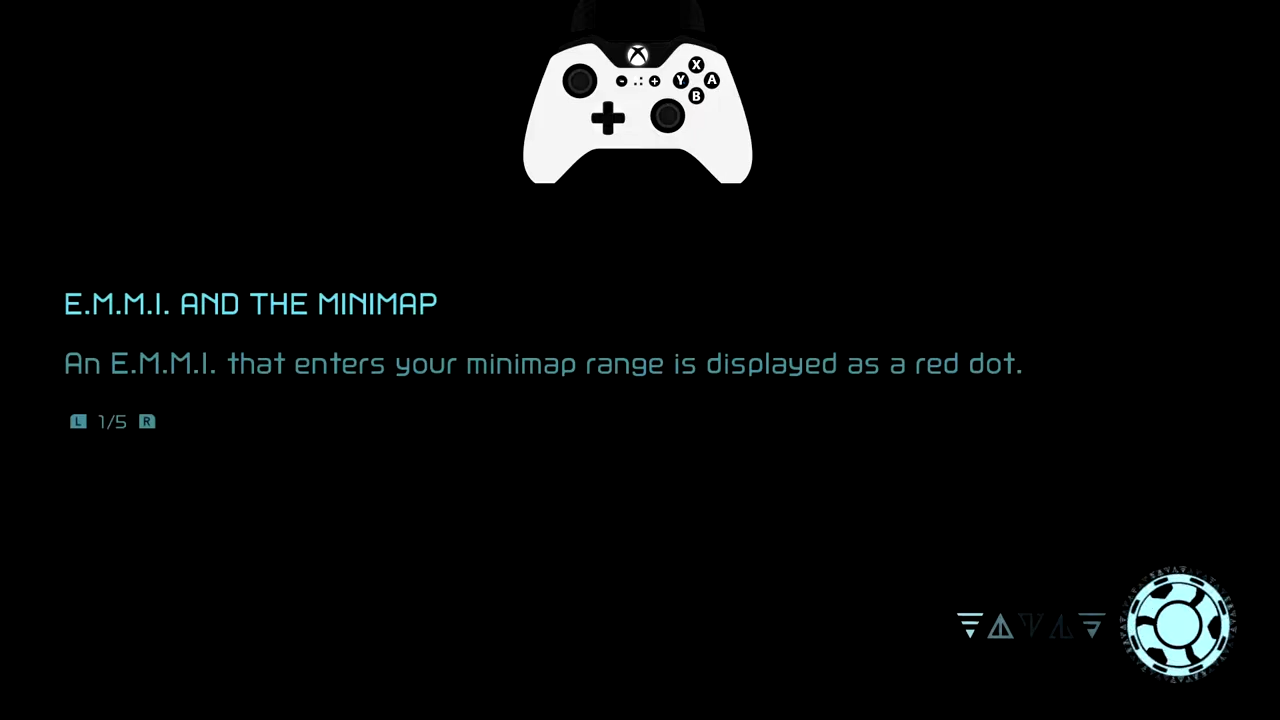 X
- +
Y A
B
E.M.M.I. AND THE MINIMAP
An E.M.M.I. that enters your minimap range is displayed as a red dot.
L 1/5 R